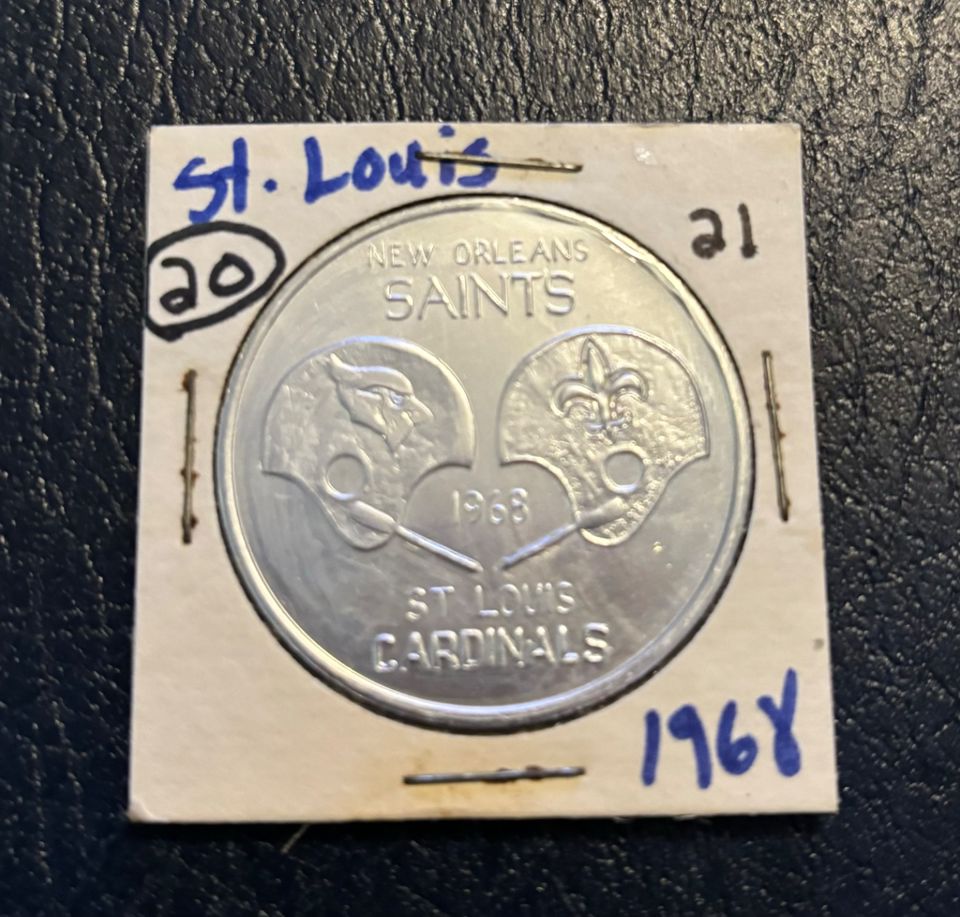 St. Louis
20
21
NEW ORLEANS
SAINTS
1968
ST LOUIS
CARDINALS
1968